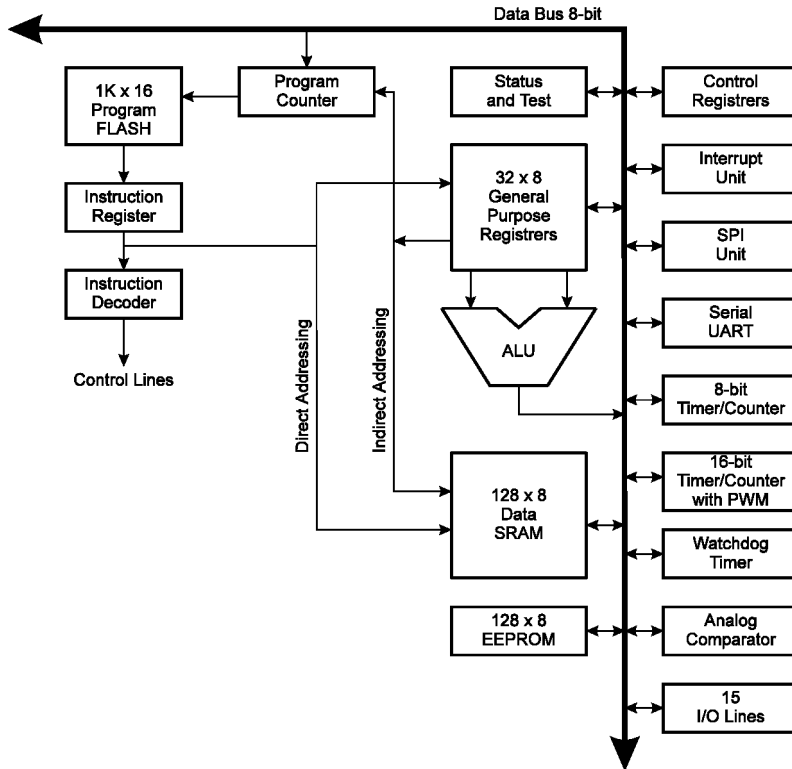 Data Bus 8-bit
1K x 16
Program
FLASH
Program
Counter
Status
and Test
Control
Registrers
Instruction
Register
32 x 8
General
Purpose
Registrers
Interrupt
Unit
SPI
Unit
Instruction
Decoder
Serial
UART
ALU
Control Lines
Direct Addressing
Indirect Addressing
8-bit
Timer/Counter
128 x 8
Data
SRAM
16-bit
Timer/Counter
with PWM
Watchdog
Timer
128 x 8
EEPROM
Analog
Comparator
15
I/O Lines